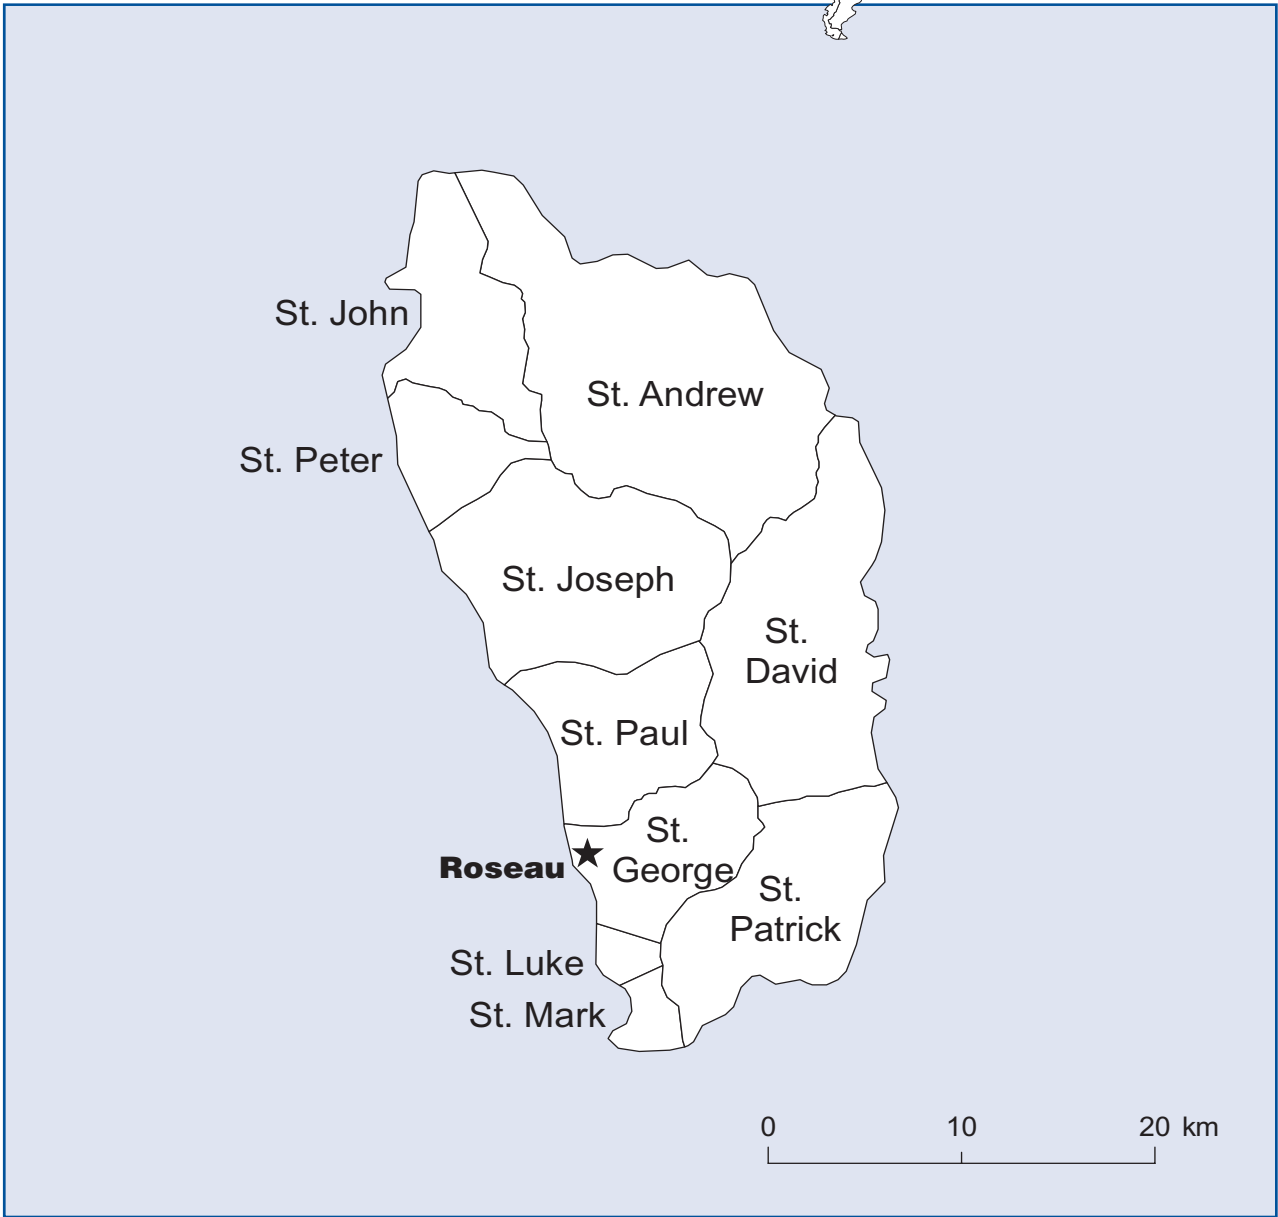 St. John
St. Andrew
St. Peter
St. Joseph
St.
David
St. Paul
St.
George
Roseau
St.
Patrick
St. Luke
St. Mark
0 10 20 km